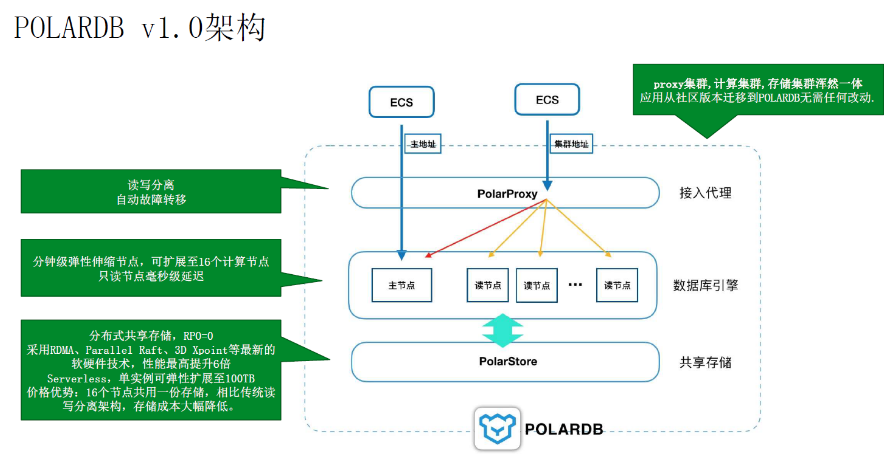 POLARDB v1.0架构
proxy集群,计算集群,存储集群浑然一体
应用从社区版本迁移到POLARDB无需任何改动.
ECS
ECS
主地址
集群地址
读写分离
自动故障转移
PolarProxy
接入代理
分钟级弹性伸缩节点，可扩展至16个计算节点
只读节点毫秒级延迟
主节点
读节点
读节点
...
读节点
数据库引擎
分布式共享存储，RPO=0
采用RDMA、Parallel Raft、3D Xpoint等最新的
软硬件技术，性能最高提升6倍
Serverless，单实例可弹性扩展至100TB
价格优势：16个节点共用一份存储，相比传统读
写分离架构，存储成本大幅降低。
PolarStore
共享存储
POLARDB